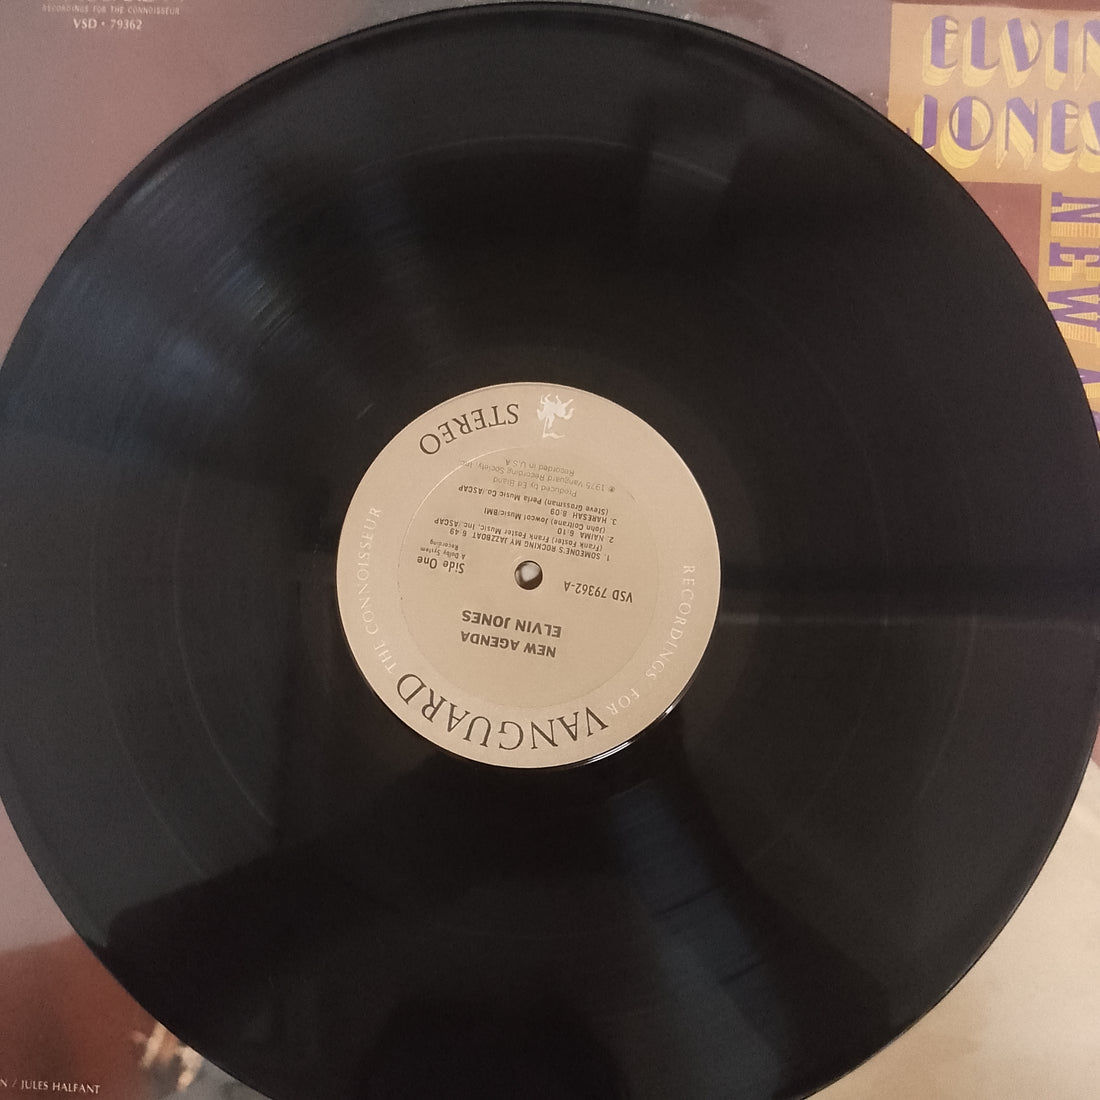 RECORDINGS FOR THE CONNOISSEUR
VSD • 79362
ELVIN
JONES
NEW A
VANGUARD
RECORDINGS FOR THE CONNOISSEUR
NEW AGENDA
ELVIN JONES
VSD 79362-A
Side One
A Dolby System
Recording
1. SOMEONE'S ROCKING MY JAZZBOAT 6:49
(Frank Foster) Frank Foster Music, Inc./ASCAP
2. NAIMA 6:10
(John Coltrane) Jowcol Music/BMI
3. HARESAH 8:09
(Steve Grossman) Perla Music Co./ASCAP
Produced by Ed Bland
℗ 1975 Vanguard Recording Society, Inc.
Recorded in U.S.A.
STEREO
N / JULES HALFANT